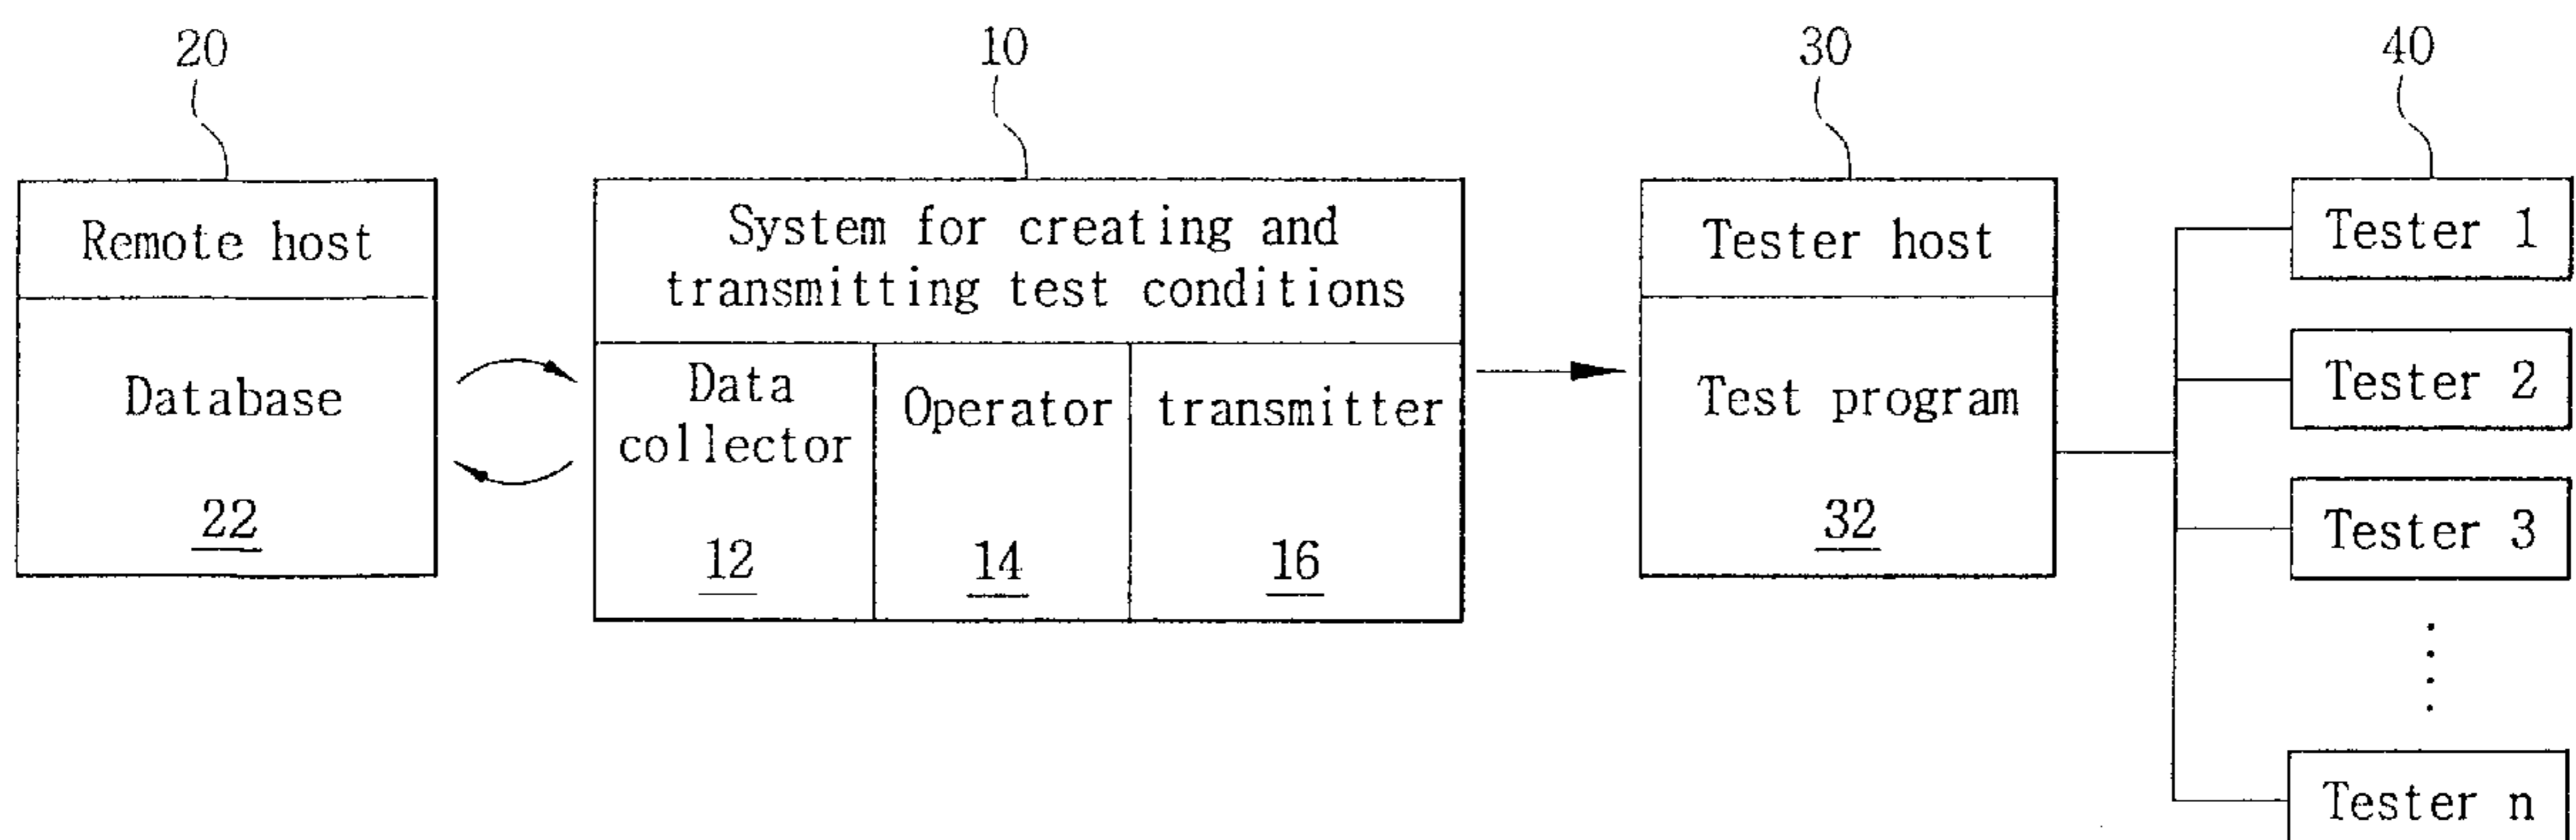 20
10
30
40
Remote host
Database
22
System for creating and
transmitting test conditions
Data
collector
12
Operator
14
transmitter
16
Tester host
Test program
32
Tester 1
Tester 2
Tester 3
Tester n